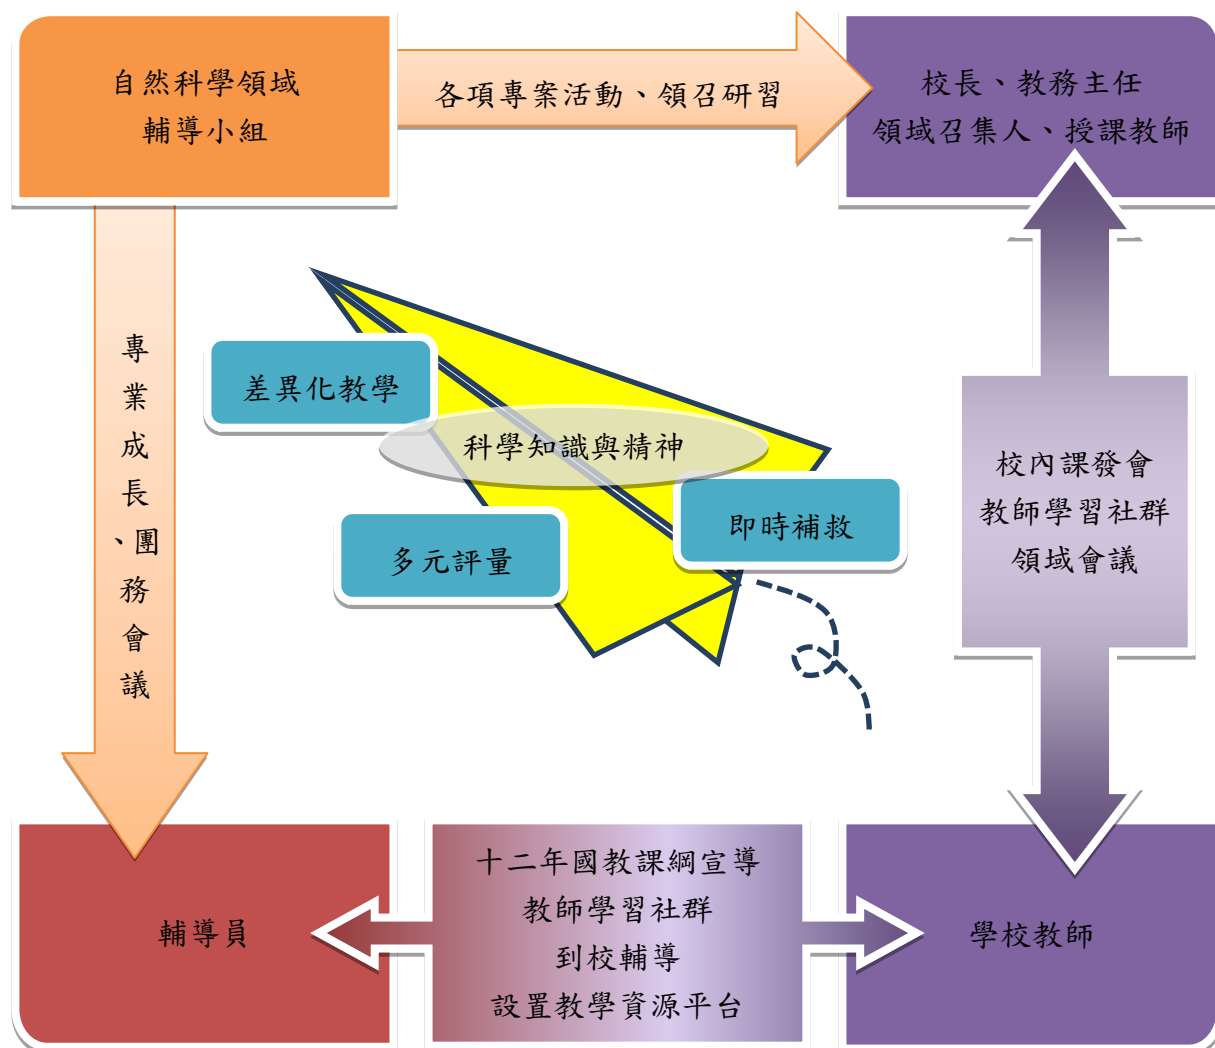 自然科學領域
輔導小組
各項專案活動、領召研習
校長、教務主任
領域召集人、授課教師
專業成長、團務會議
差異化教學
科學知識與精神
多元評量
即時補救
校內課發會
教師學習社群
領域會議
輔導員
十二年國教課綱宣導
教師學習社群
到校輔導
設置教學資源平台
學校教師